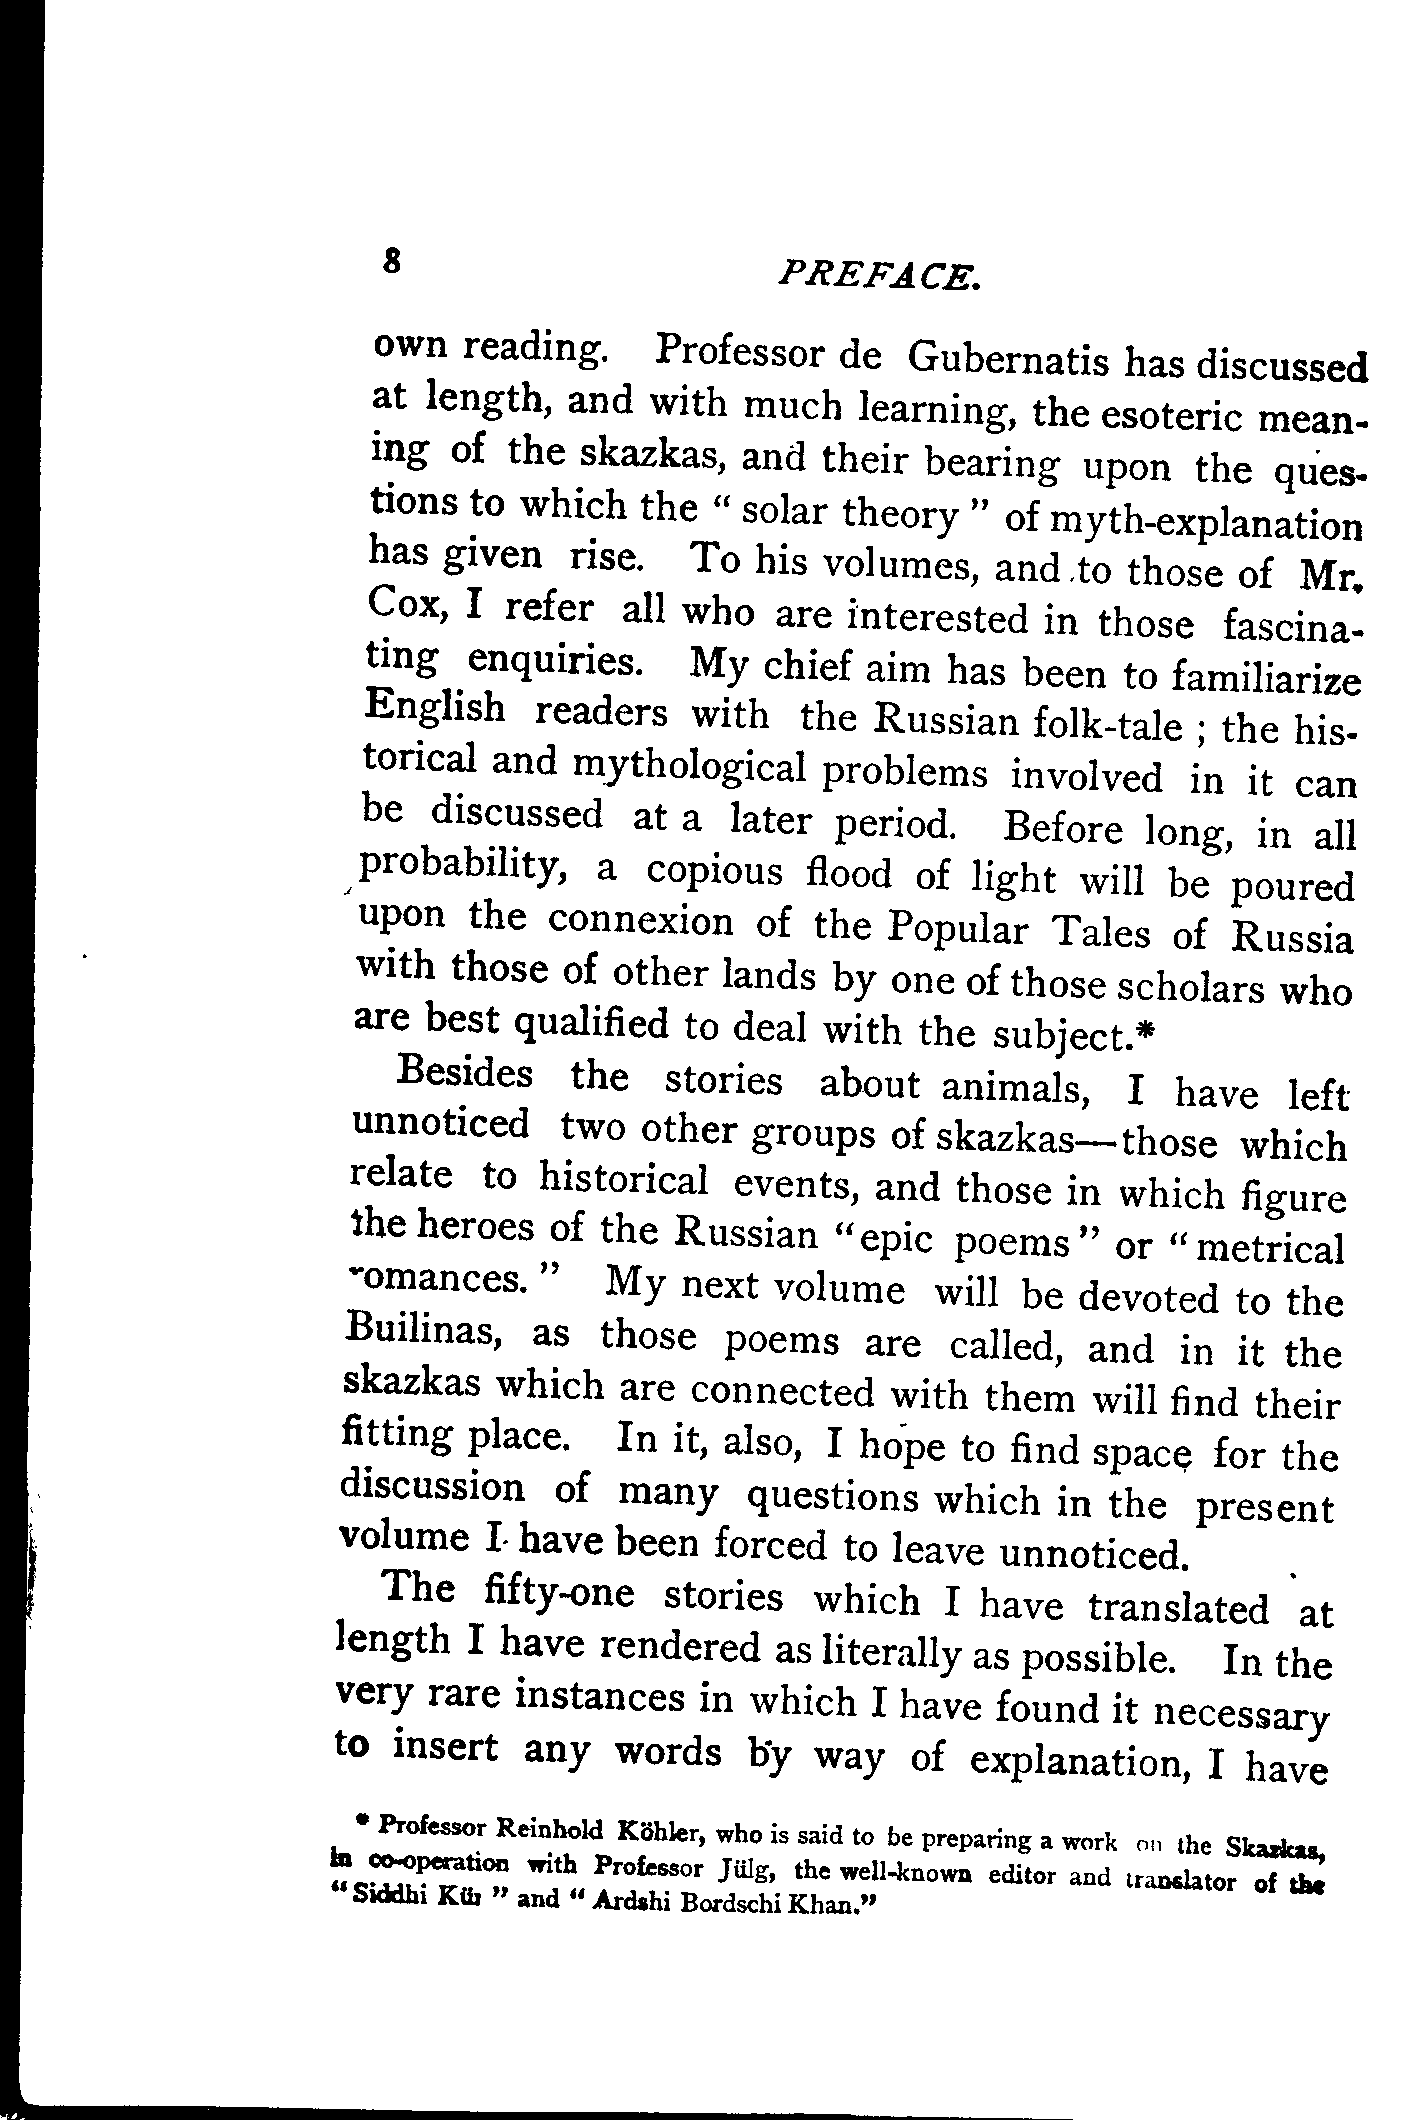 8
PREFACE.
own reading. Professor de Gubernatis has discussed
at length, and with much learning, the esoteric mean-
ing of the skazkas, and their bearing upon the ques-
tions to which the “ solar theory ” of myth-explanation
has given rise. To his volumes, and to those of Mr.
Cox, I refer all who are interested in those fascina-
ting enquiries. My chief aim has been to familiarize
English readers with the Russian folk-tale ; the his-
torical and mythological problems involved in it can
be discussed at a later period. Before long, in all
probability, a copious flood of light will be poured
upon the connexion of the Popular Tales of Russia
with those of other lands by one of those scholars who
are best qualified to deal with the subject.*
Besides the stories about animals, I have left
unnoticed two other groups of skazkas—those which
relate to historical events, and those in which figure
the heroes of the Russian “epic poems” or “metrical
romances.” My next volume will be devoted to the
Builinas, as those poems are called, and in it the
skazkas which are connected with them will find their
fitting place. In it, also, I hope to find space for the
discussion of many questions which in the present
volume I have been forced to leave unnoticed.
The fifty-one stories which I have translated at
length I have rendered as literally as possible. In the
very rare instances in which I have found it necessary
to insert any words by way of explanation, I have
* Professor Reinhold Köhler, who is said to be preparing a work on the Skazkas,
in co-operation with Professor Jülg, the well-known editor and translator of the
“Siddhi Kür” and “Ardshi Bordschi Khan.”